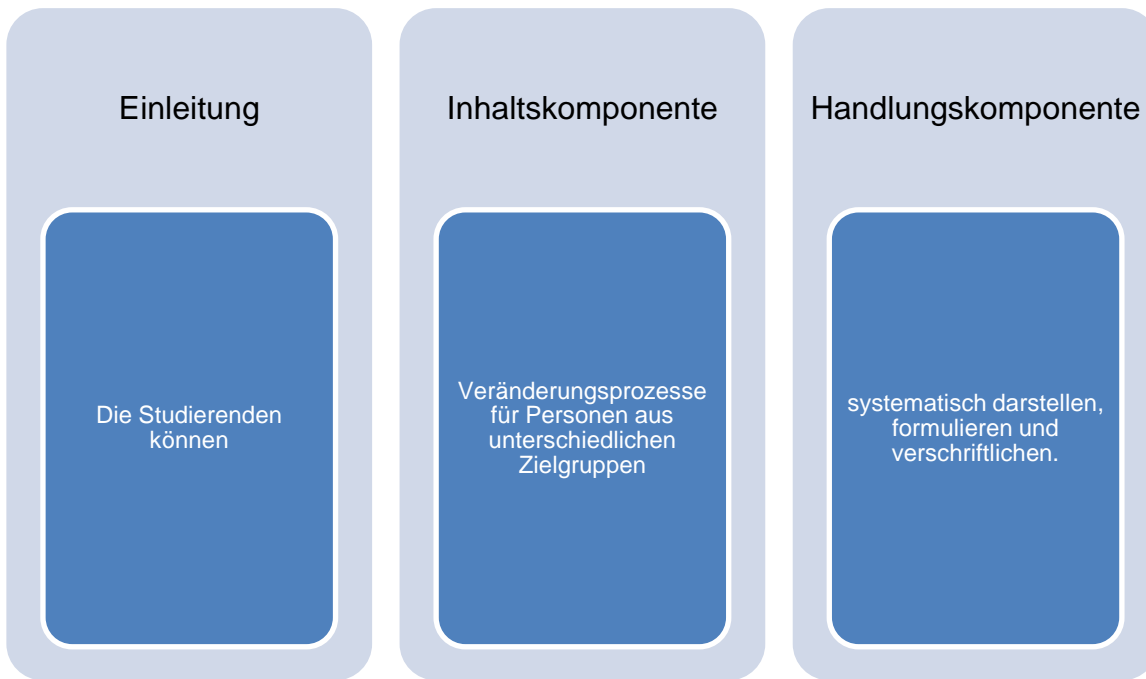 Einleitung
Die Studierenden
können
Inhaltskomponente
Veränderungsprozesse
für Personen aus
unterschiedlichen
Zielgruppen
Handlungskomponente
systematisch darstellen,
formulieren und
verschriftlichen.